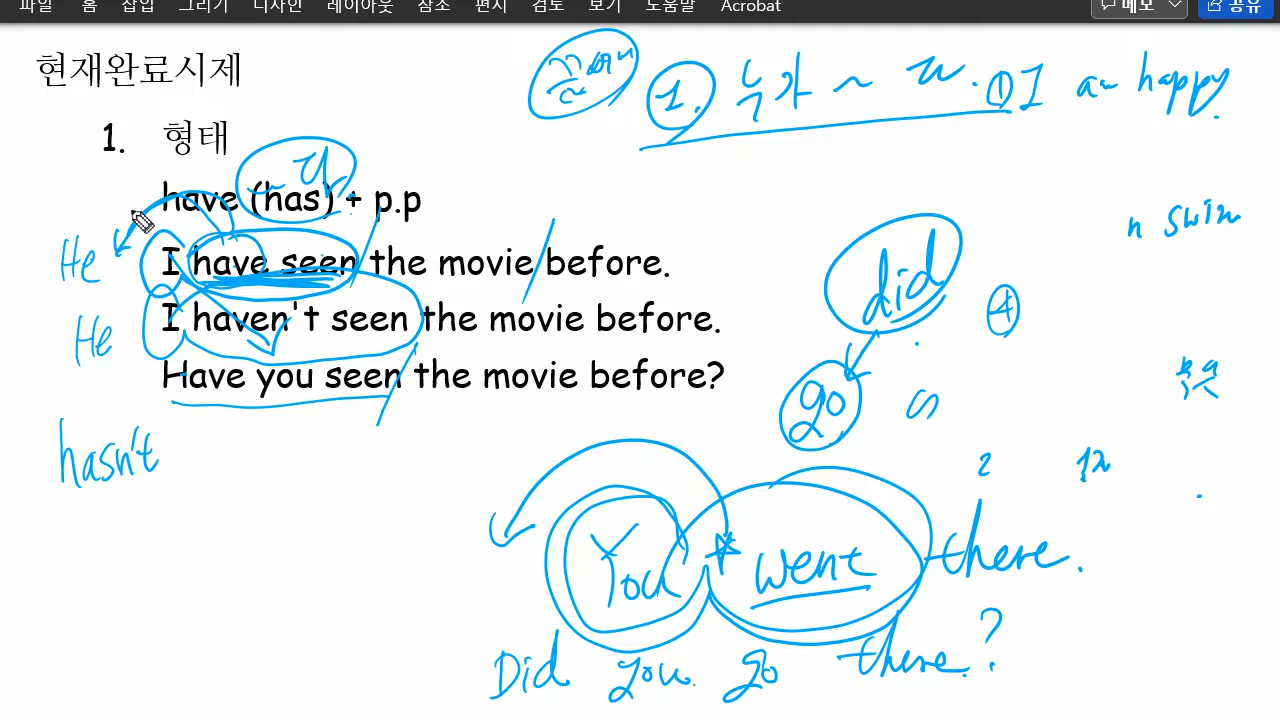 파일 홈 삽입 그리기 디자인 레이아웃 참조 편지 검토 보기 도움말 Acrobat 메모 공유
현재완료시제
1. 누가 ~ ① I am happy.
1. 형태
~다
have (has) + p.p
swim
He I have seen the movie before.
did
He I haven't seen the movie before.
④
Have you seen the movie before?
go
hasn't
2
You went there.
Did you go there?